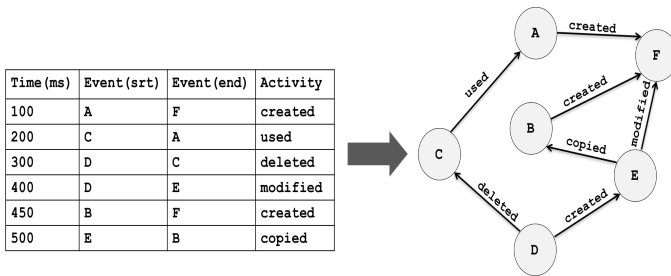 Time(ms) Event(srt) Event(end) Activity
100 A F created
200 C A used
300 D C deleted
400 D E modified
450 B F created
500 E B copied
A
created
F
used
created
modified
B
copied
C
E
deleted
created
D